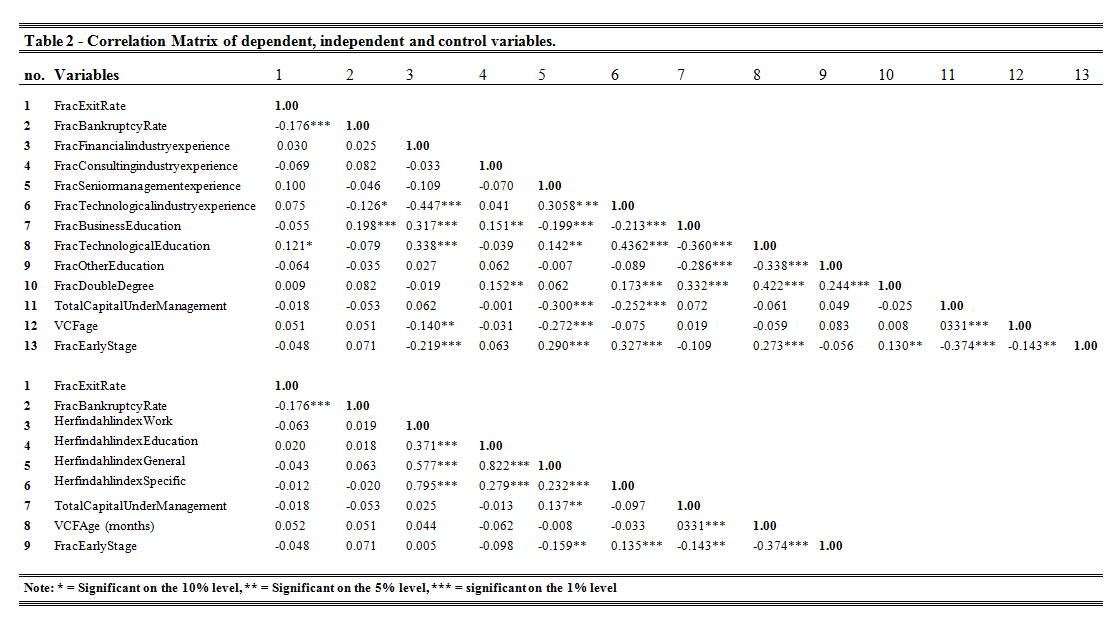 Table 2 - Correlation Matrix of dependent, independent and control variables.
no. Variables 1 2 3 4 5 6 7 8 9 10 11 12 13
1 FracExitRate 1.00
2 FracBankruptcyRate -0.176*** 1.00
3 FracFinancialindustryexperience 0.030 0.025 1.00
4 FracConsultingindustryexperience -0.069 0.082 -0.033 1.00
5 FracSeniormanagementexperience 0.100 -0.046 -0.109 -0.070 1.00
6 FracTechnologicalindustryexperience 0.075 -0.126* -0.447*** 0.041 0.3058*** 1.00
7 FracBusinessEducation -0.055 0.198*** 0.317*** 0.151** -0.199*** -0.213*** 1.00
8 FracTechnologicalEducation 0.121* -0.079 0.338*** -0.039 0.142** 0.4362*** -0.360*** 1.00
9 FracOtherEducation -0.064 -0.035 0.027 0.062 -0.007 -0.089 -0.286*** -0.338*** 1.00
10 FracDoubleDegree 0.009 0.082 -0.019 0.152** 0.062 0.173*** 0.332*** 0.422*** 0.244*** 1.00
11 TotalCapitalUnderManagement -0.018 -0.053 0.062 -0.001 -0.300*** -0.252*** 0.072 -0.061 0.049 -0.025 1.00
12 VCFage 0.051 0.051 -0.140** -0.031 -0.272*** -0.075 0.019 -0.059 0.083 0.008 0331*** 1.00
13 FracEarlyStage -0.048 0.071 -0.219*** 0.063 0.290*** 0.327*** -0.109 0.273*** -0.056 0.130** -0.374*** -0.143** 1.00
1 FracExitRate 1.00
2 FracBankruptcyRate -0.176*** 1.00
3 HerfindahlindexWork -0.063 0.019 1.00
4 HerfindahlindexEducation 0.020 0.018 0.371*** 1.00
5 HerfindahlindexGeneral -0.043 0.063 0.577*** 0.822*** 1.00
6 HerfindahlindexSpecific -0.012 -0.020 0.795*** 0.279*** 0.232*** 1.00
7 TotalCapitalUnderManagement -0.018 -0.053 0.025 -0.013 0.137** -0.097 1.00
8 VCFAge (months) 0.052 0.051 0.044 -0.062 -0.008 -0.033 0331*** 1.00
9 FracEarlyStage -0.048 0.071 0.005 -0.098 -0.159** 0.135*** -0.143** -0.374*** 1.00
Note: * = Significant on the 10% level, ** = Significant on the 5% level, *** = significant on the 1% level